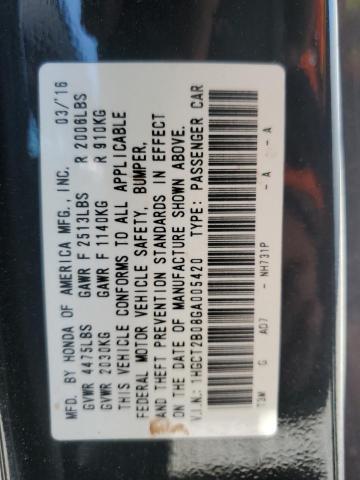 MFD. BY HONDA OF AMERICA MFG., INC. 03/'16
GVWR 4475LBS GAWR F 2513LBS R 2006LBS
GVWR 2030KG GAWR F 1140KG R 910KG
THIS VEHICLE CONFORMS TO ALL APPLICABLE
FEDERAL MOTOR VEHICLE SAFETY, BUMPER,
AND THEFT PREVENTION STANDARDS IN EFFECT
ON THE DATE OF MANUFACTURE SHOWN ABOVE.
V.I.N.: 1HGCT2B08GA005420 TYPE: PASSENGER CAR
T3M G AD7 - NH731P - A - A